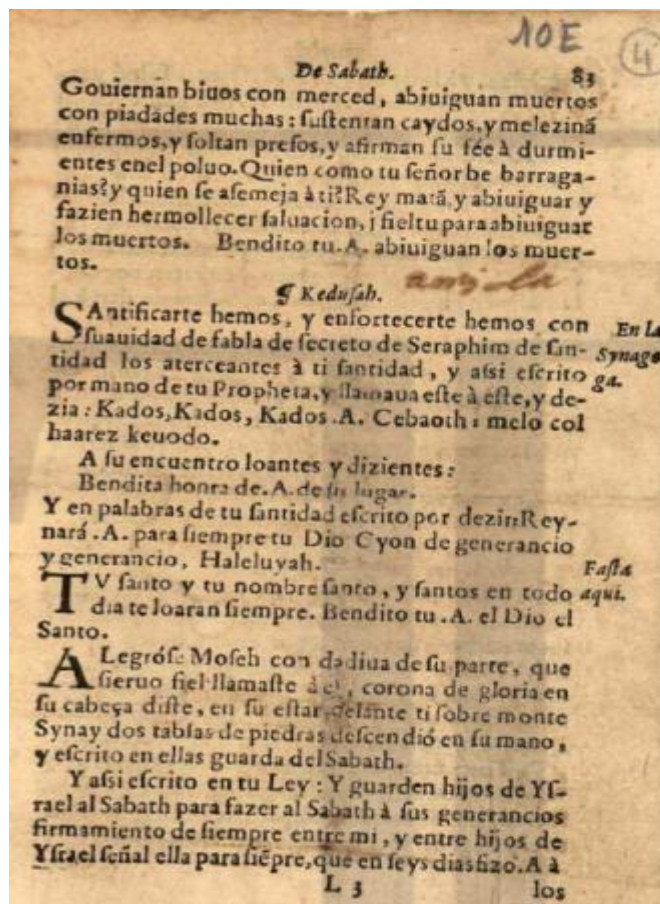 10E
4
De Sabath. 83
Gouiernan biuos con merced, abiuiguan muertos
con piadades muchas: ſuſtentan caydos, y melezinã
enfermos, y ſoltan preſos, y afirman ſu fée à durmi-
entes enel poluo. Quien como tu ſeñor be barraga-
nias? y quien ſe aſemeja à ti? Rey matã, y abiuiguar y
fazien hermollecer ſaluacion, j fiel tu para abiuiguar
los muertos. Bendito tu .A. abiuiguan los muer-
tos.
¶ Keduſah.
SAntificarte hemos, y enfortecerte hemos con En la
ſuauidad de fabla de ſecreto de Seraphim de ſan- Synago
tidad los aterceantes à ti ſantidad, y aſsi eſcrito ga.
por mano de tu Propheta, y llamaua eſte à eſte, y de-
zia: Kados, Kados, Kados .A. Cebaoth: melo col
haarez keuodo.
A ſu encuentro loantes y dizientes:
Bendita honra de .A. de ſu lugar.
Y en palabras de tu ſantidad eſcrito por dezir: Rey-
nará .A. para ſiempre tu Dio Cyon de generancio
y generancio, Haleluyah. Faſta
TV ſanto y tu nombre ſanto, y ſantos en todo aqui.
dia te loaran ſiempre. Bendito tu .A. el Dio el
Santo.
ALegróſe Moſeh con dadiua de ſu parte, que
ſieruo fiel llamaſte à el, corona de gloria en
ſu cabeça diſte, en ſu eſtar delante ti ſobre monte
Synay dos tablas de piedras deſcendió en ſu mano,
y eſcrito en ellas guarda del Sabath.
Y aſsi eſcrito en tu Ley: Y guarden hijos de Yſ-
rael al Sabath para fazer al Sabath à ſus generancios
firmamiento de ſiempre entre mi, y entre hijos de
Yſrael ſeñal ella para ſiẽpre, que en ſeys dias fizo .A à
L 3 los